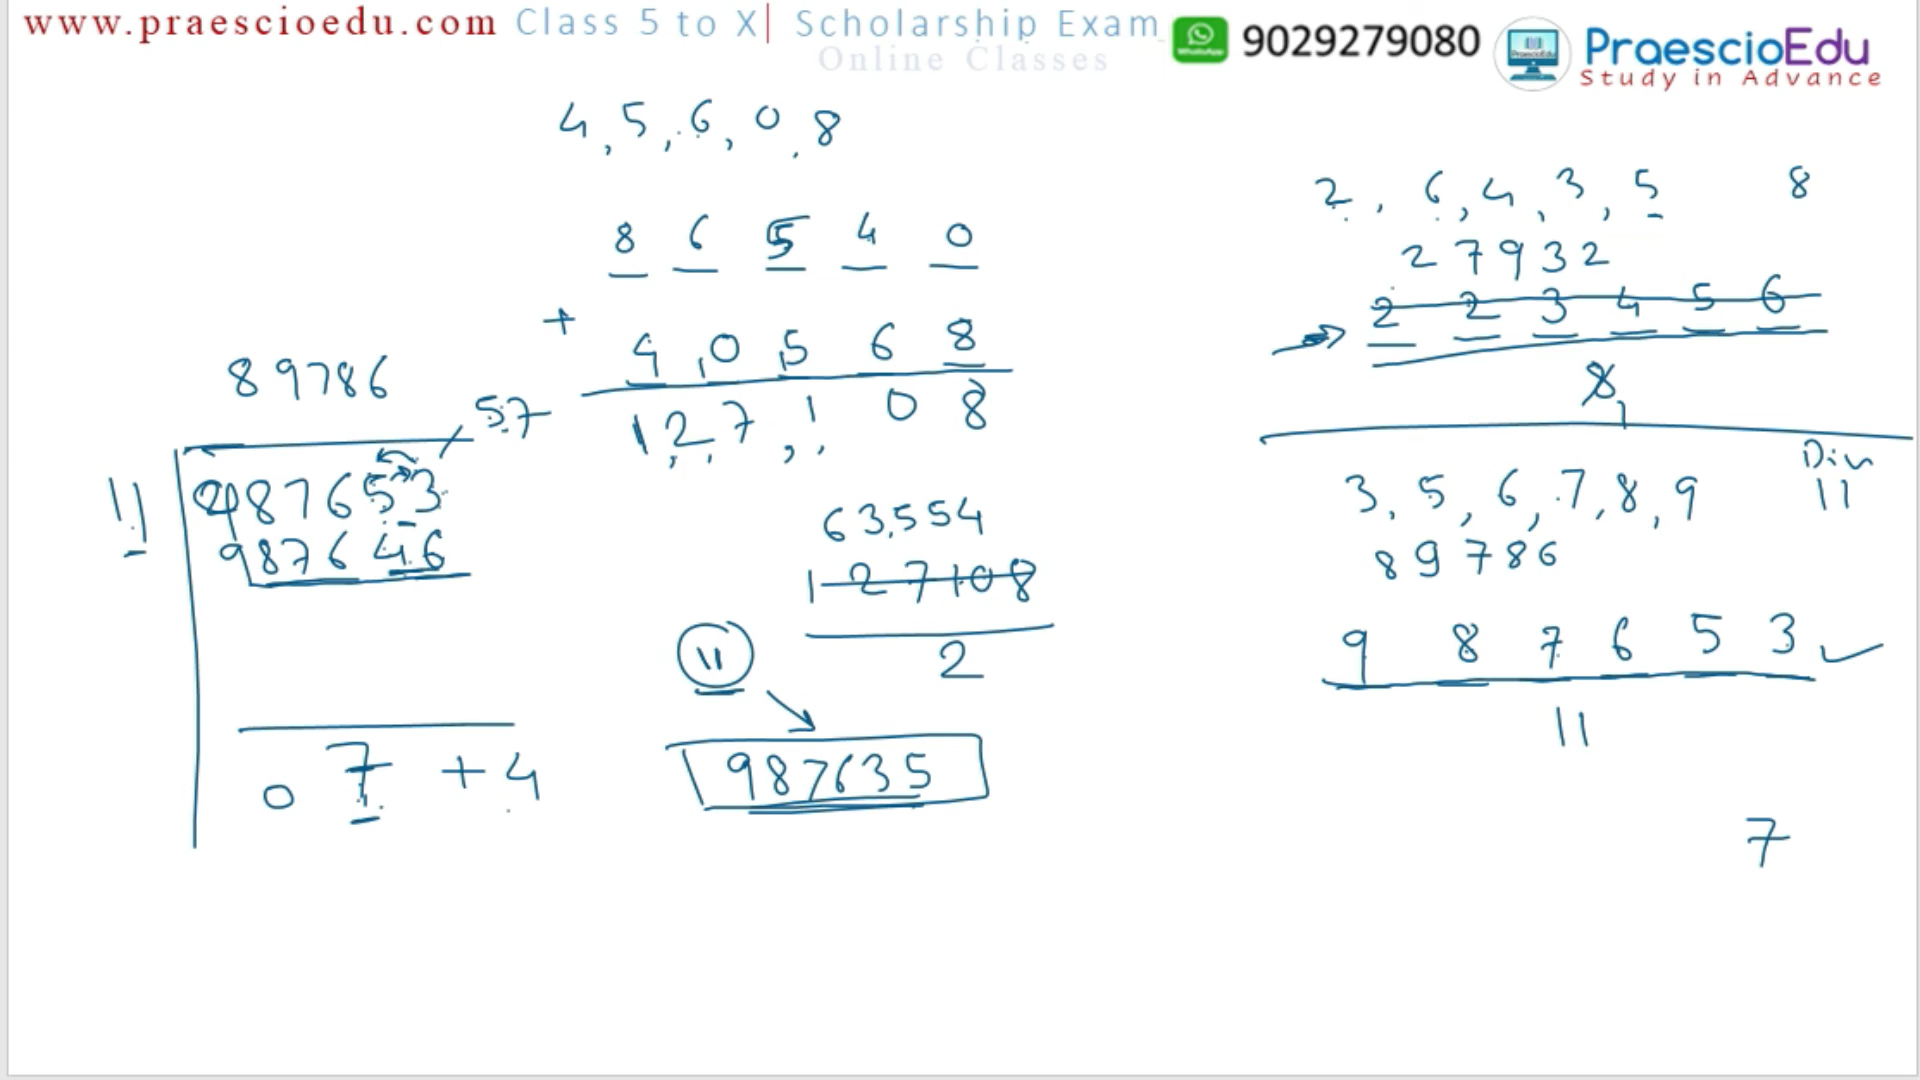 www.praescioedu.com Class 5 to X| Scholarship Exam 9029279080 PraescioEdu
Online Classes Study in Advance
4, 5, 6, 0, 8
8 6 5 4 0
+
4,0,5 6 8
1,2,7,1 0 8
63,554
127108
2
11
987635
89786
57
11
987653
987646
0 7 + 4
2, 6, 4, 3, 5 8
27932
2 2 3 4 5 6
8
3, 5, 6, 7, 8, 9
Div
11
89786
9 8 7 6 5 3
11
7